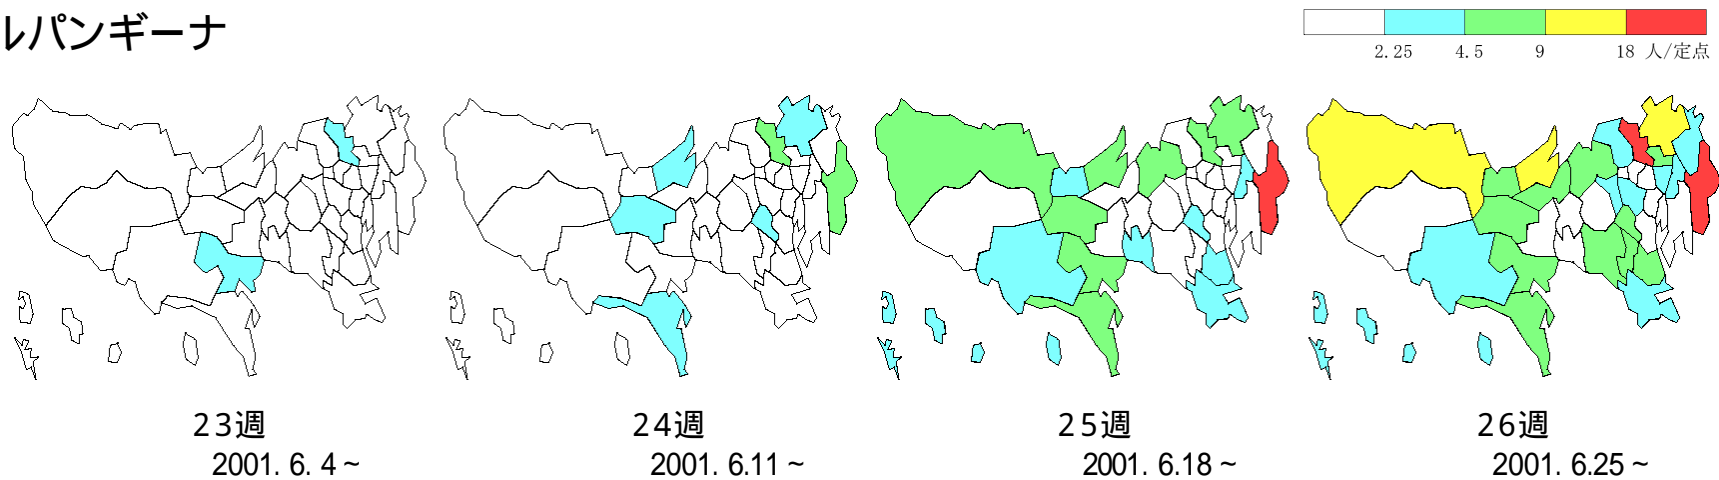 ルパンギーナ
2.25 4.5 9 18 人/定点
23週 24週 25週 26週
2001. 6. 4 ~ 2001. 6.11 ~ 2001. 6.18 ~ 2001. 6.25 ~